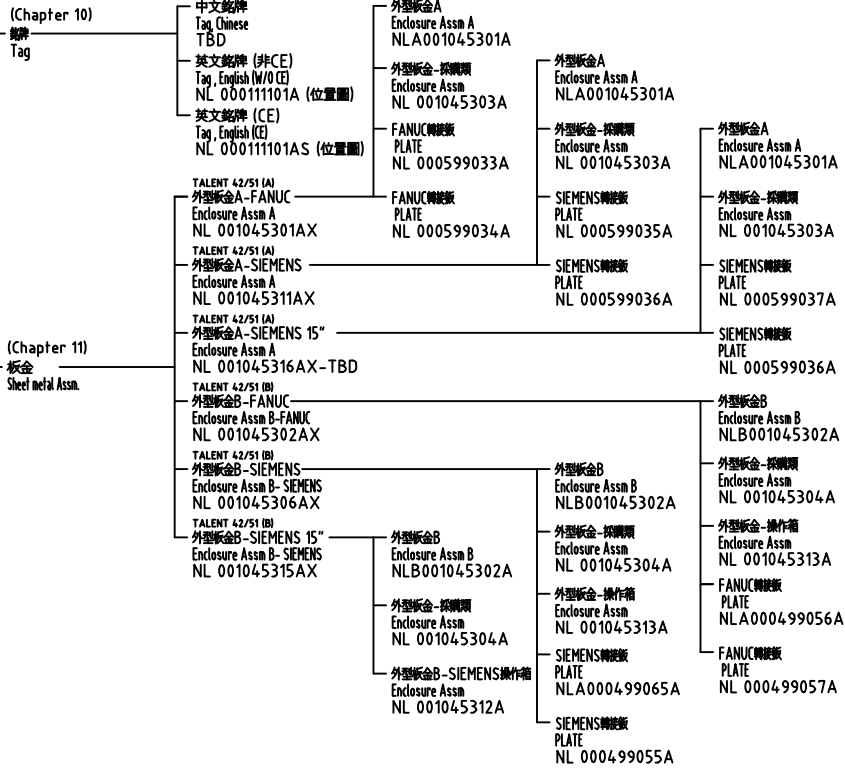 (Chapter 10)
銘牌
Tag
中文銘牌
Tag, Chinese
TBD
英文銘牌 (非CE)
Tag , English (W/O CE)
NL 000111101A (位置圖)
英文銘牌 (CE)
Tag , English (CE)
NL 000111101AS (位置圖)
(Chapter 11)
板金
Sheet metal Assm.
TALENT 42/51 (A)
外型板金A-FANUC
Enclosure Assm A
NL 001045301AX
外型板金A
Enclosure Assm A
NLA001045301A
外型板金-採購類
Enclosure Assm
NL 001045303A
FANUC轉接鈑
PLATE
NL 000599033A
FANUC轉接鈑
PLATE
NL 000599034A
TALENT 42/51 (A)
外型板金A-SIEMENS
Enclosure Assm A
NL 001045311AX
外型板金A
Enclosure Assm A
NLA001045301A
外型板金-採購類
Enclosure Assm
NL 001045303A
SIEMENS轉接鈑
PLATE
NL 000599035A
SIEMENS轉接鈑
PLATE
NL 000599036A
TALENT 42/51 (A)
外型板金A-SIEMENS 15"
Enclosure Assm A
NL 001045316AX-TBD
外型板金A
Enclosure Assm A
NLA001045301A
外型板金-採購類
Enclosure Assm
NL 001045303A
SIEMENS轉接鈑
PLATE
NL 000599037A
SIEMENS轉接鈑
PLATE
NL 000599036A
TALENT 42/51 (B)
外型板金B-FANUC
Enclosure Assm B-FANUC
NL 001045302AX
外型板金B
Enclosure Assm B
NLB001045302A
外型板金-採購類
Enclosure Assm
NL 001045304A
外型板金-操作箱
Enclosure Assm
NL 001045313A
FANUC轉接鈑
PLATE
NLA000499056A
FANUC轉接鈑
PLATE
NL 000499057A
TALENT 42/51 (B)
外型板金B-SIEMENS
Enclosure Assm B- SIEMENS
NL 001045306AX
外型板金B
Enclosure Assm B
NLB001045302A
外型板金-採購類
Enclosure Assm
NL 001045304A
外型板金-操作箱
Enclosure Assm
NL 001045313A
SIEMENS轉接鈑
PLATE
NLA000499065A
SIEMENS轉接鈑
PLATE
NL 000499055A
TALENT 42/51 (B)
外型板金B-SIEMENS 15"
Enclosure Assm B- SIEMENS
NL 001045315AX
外型板金B
Enclosure Assm B
NLB001045302A
外型板金-採購類
Enclosure Assm
NL 001045304A
外型板金B-SIEMENS操作箱
Enclosure Assm
NL 001045312A